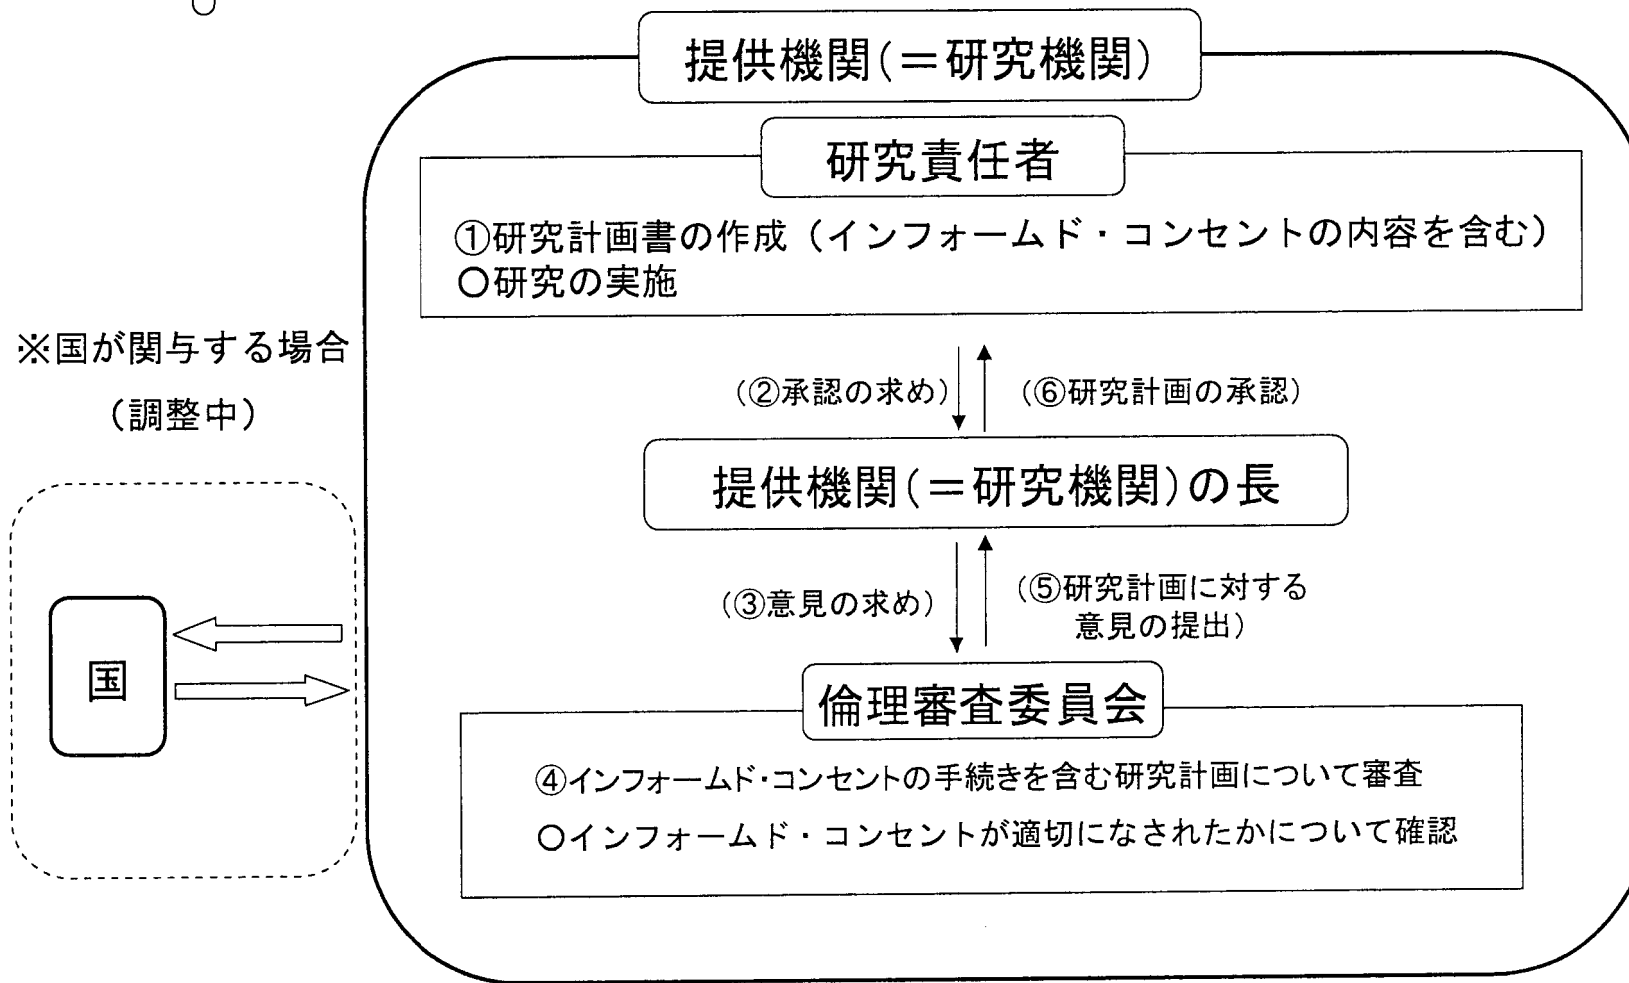 提供機関(=研究機関)
研究責任者
①研究計画書の作成（インフォームド・コンセントの内容を含む）
○研究の実施
※国が関与する場合
（調整中）
(②承認の求め)
(⑥研究計画の承認)
提供機関(=研究機関)の長
(③意見の求め)
(⑤研究計画に対する
意見の提出)
国
倫理審査委員会
④インフォームド・コンセントの手続きを含む研究計画について審査
○インフォームド・コンセントが適切になされたかについて確認